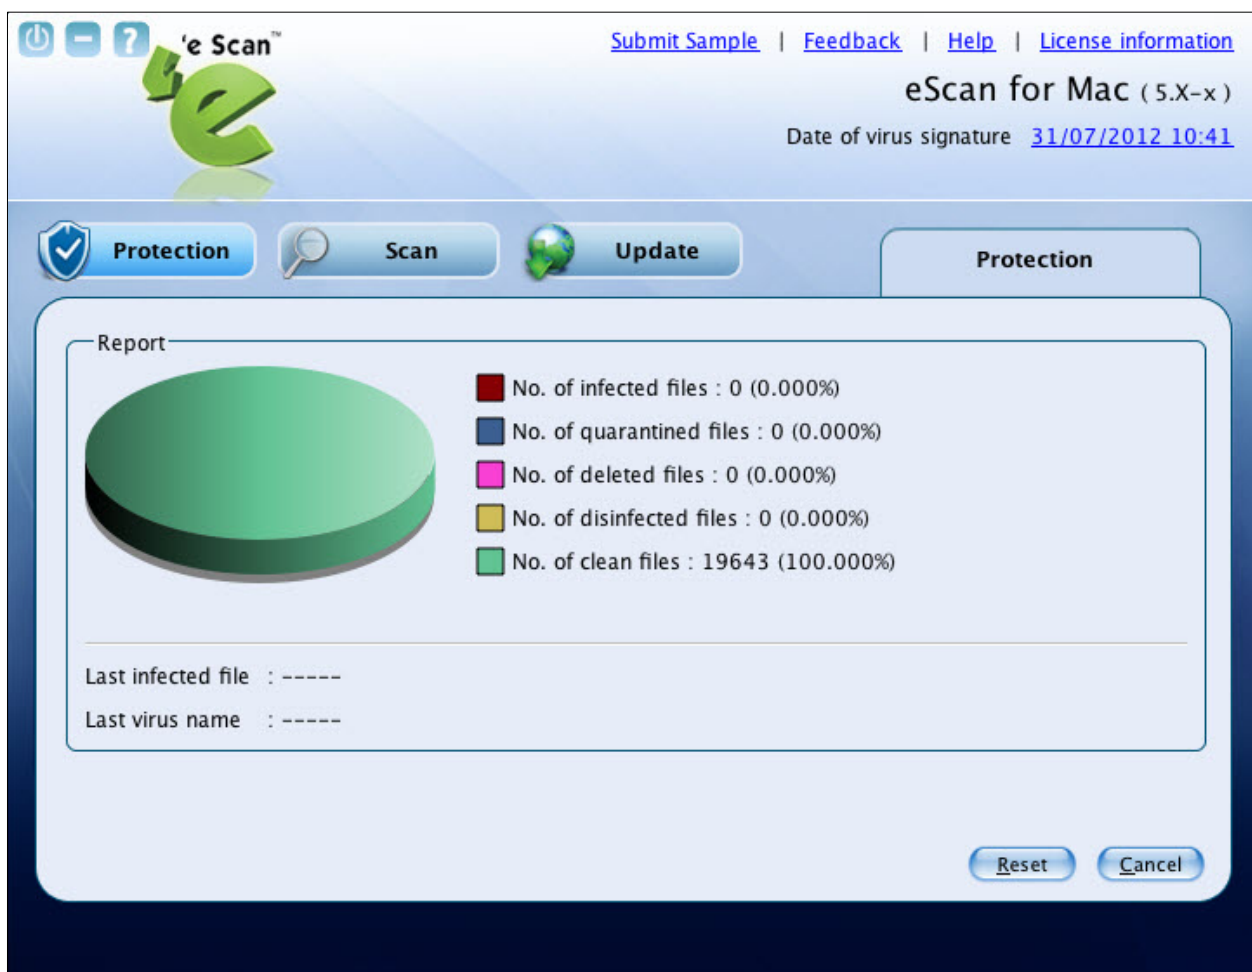 'e Scan™
Submit Sample | Feedback | Help | License information
eScan for Mac ( 5.X-x )
Date of virus signature 31/07/2012 10:41
Protection Scan Update Protection
Report
No. of infected files : 0 (0.000%)
No. of quarantined files : 0 (0.000%)
No. of deleted files : 0 (0.000%)
No. of disinfected files : 0 (0.000%)
No. of clean files : 19643 (100.000%)
Last infected file : -----
Last virus name : -----
Reset Cancel